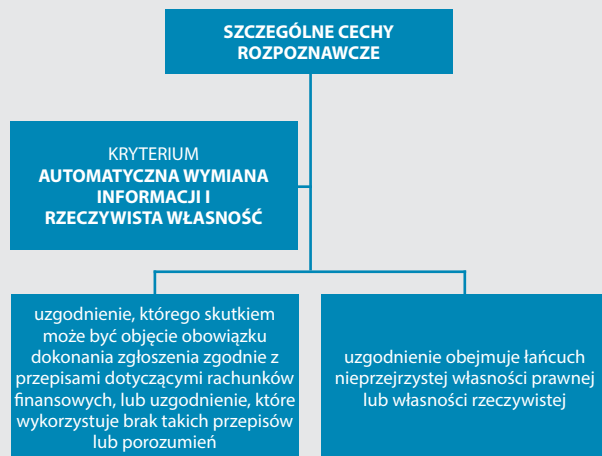 SZCZEGÓLNE CECHY
ROZPOZNAWCZE
KRYTERIUM
AUTOMATYCZNA WYMIANA
INFORMACJI I
RZECZYWISTA WŁASNOŚĆ
uzgodnienie, którego skutkiem
może być objęcie obowiązku
dokonania zgłoszenia zgodnie z
przepisami dotyczącymi rachunków
finansowych, lub uzgodnienie, które
wykorzystuje brak takich przepisów
lub porozumień
uzgodnienie obejmuje łańcuch
nieprzejrzystej własności prawnej
lub własności rzeczywistej